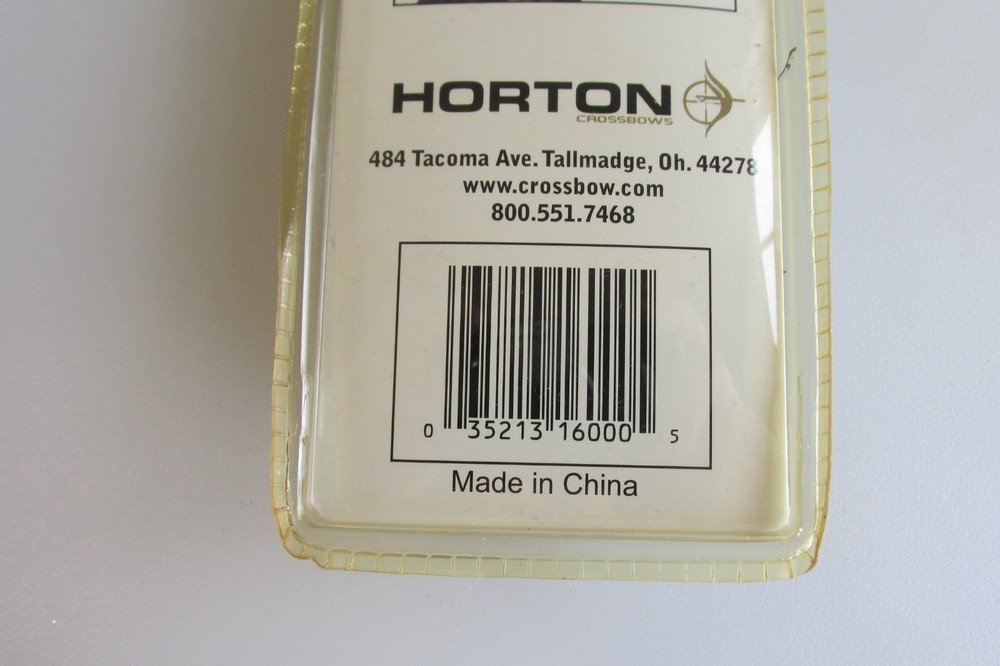 HORTON
CROSSBOWS
484 Tacoma Ave. Tallmadge, Oh. 44278
www.crossbow.com
800.551.7468
0 35213 16000 5
Made in China